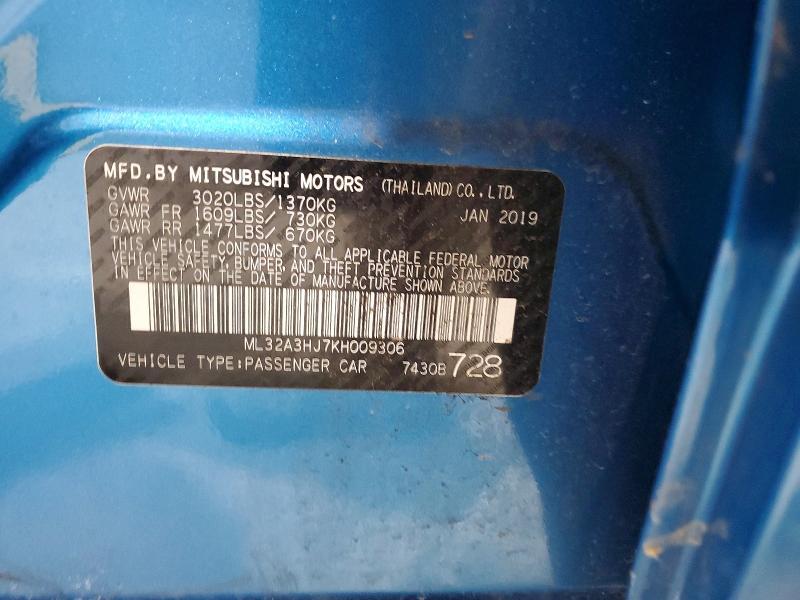 MFD.BY MITSUBISHI MOTORS (THAILAND)CO.,LTD.
GVWR 3020LBS/1370KG JAN 2019
GAWR FR 1609LBS/ 730KG
GAWR RR 1477LBS/ 670KG
THIS VEHICLE CONFORMS TO ALL APPLICABLE FEDERAL MOTOR
VEHICLE SAFETY, BUMPER, AND THEFT PREVENTION STANDARDS
IN EFFECT ON THE DATE OF MANUFACTURE SHOWN ABOVE.
ML32A3HJ7KH009306
VEHICLE TYPE:PASSENGER CAR 7430B 728